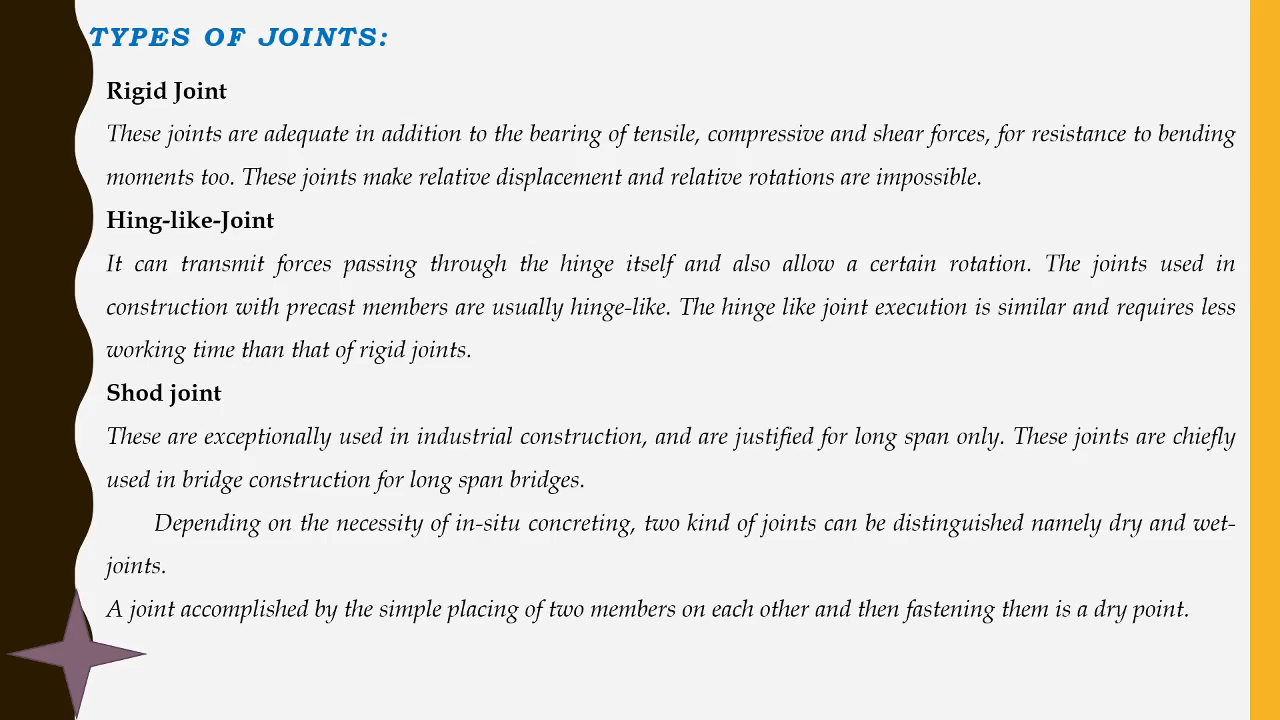 TYPES OF JOINTS:
Rigid Joint
These joints are adequate in addition to the bearing of tensile, compressive and shear forces, for resistance to bending
moments too. These joints make relative displacement and relative rotations are impossible.
Hing-like-Joint
It can transmit forces passing through the hinge itself and also allow a certain rotation. The joints used in
construction with precast members are usually hinge-like. The hinge like joint execution is similar and requires less
working time than that of rigid joints.
Shod joint
These are exceptionally used in industrial construction, and are justified for long span only. These joints are chiefly
used in bridge construction for long span bridges.
Depending on the necessity of in-situ concreting, two kind of joints can be distinguished namely dry and wet-
joints.
A joint accomplished by the simple placing of two members on each other and then fastening them is a dry point.